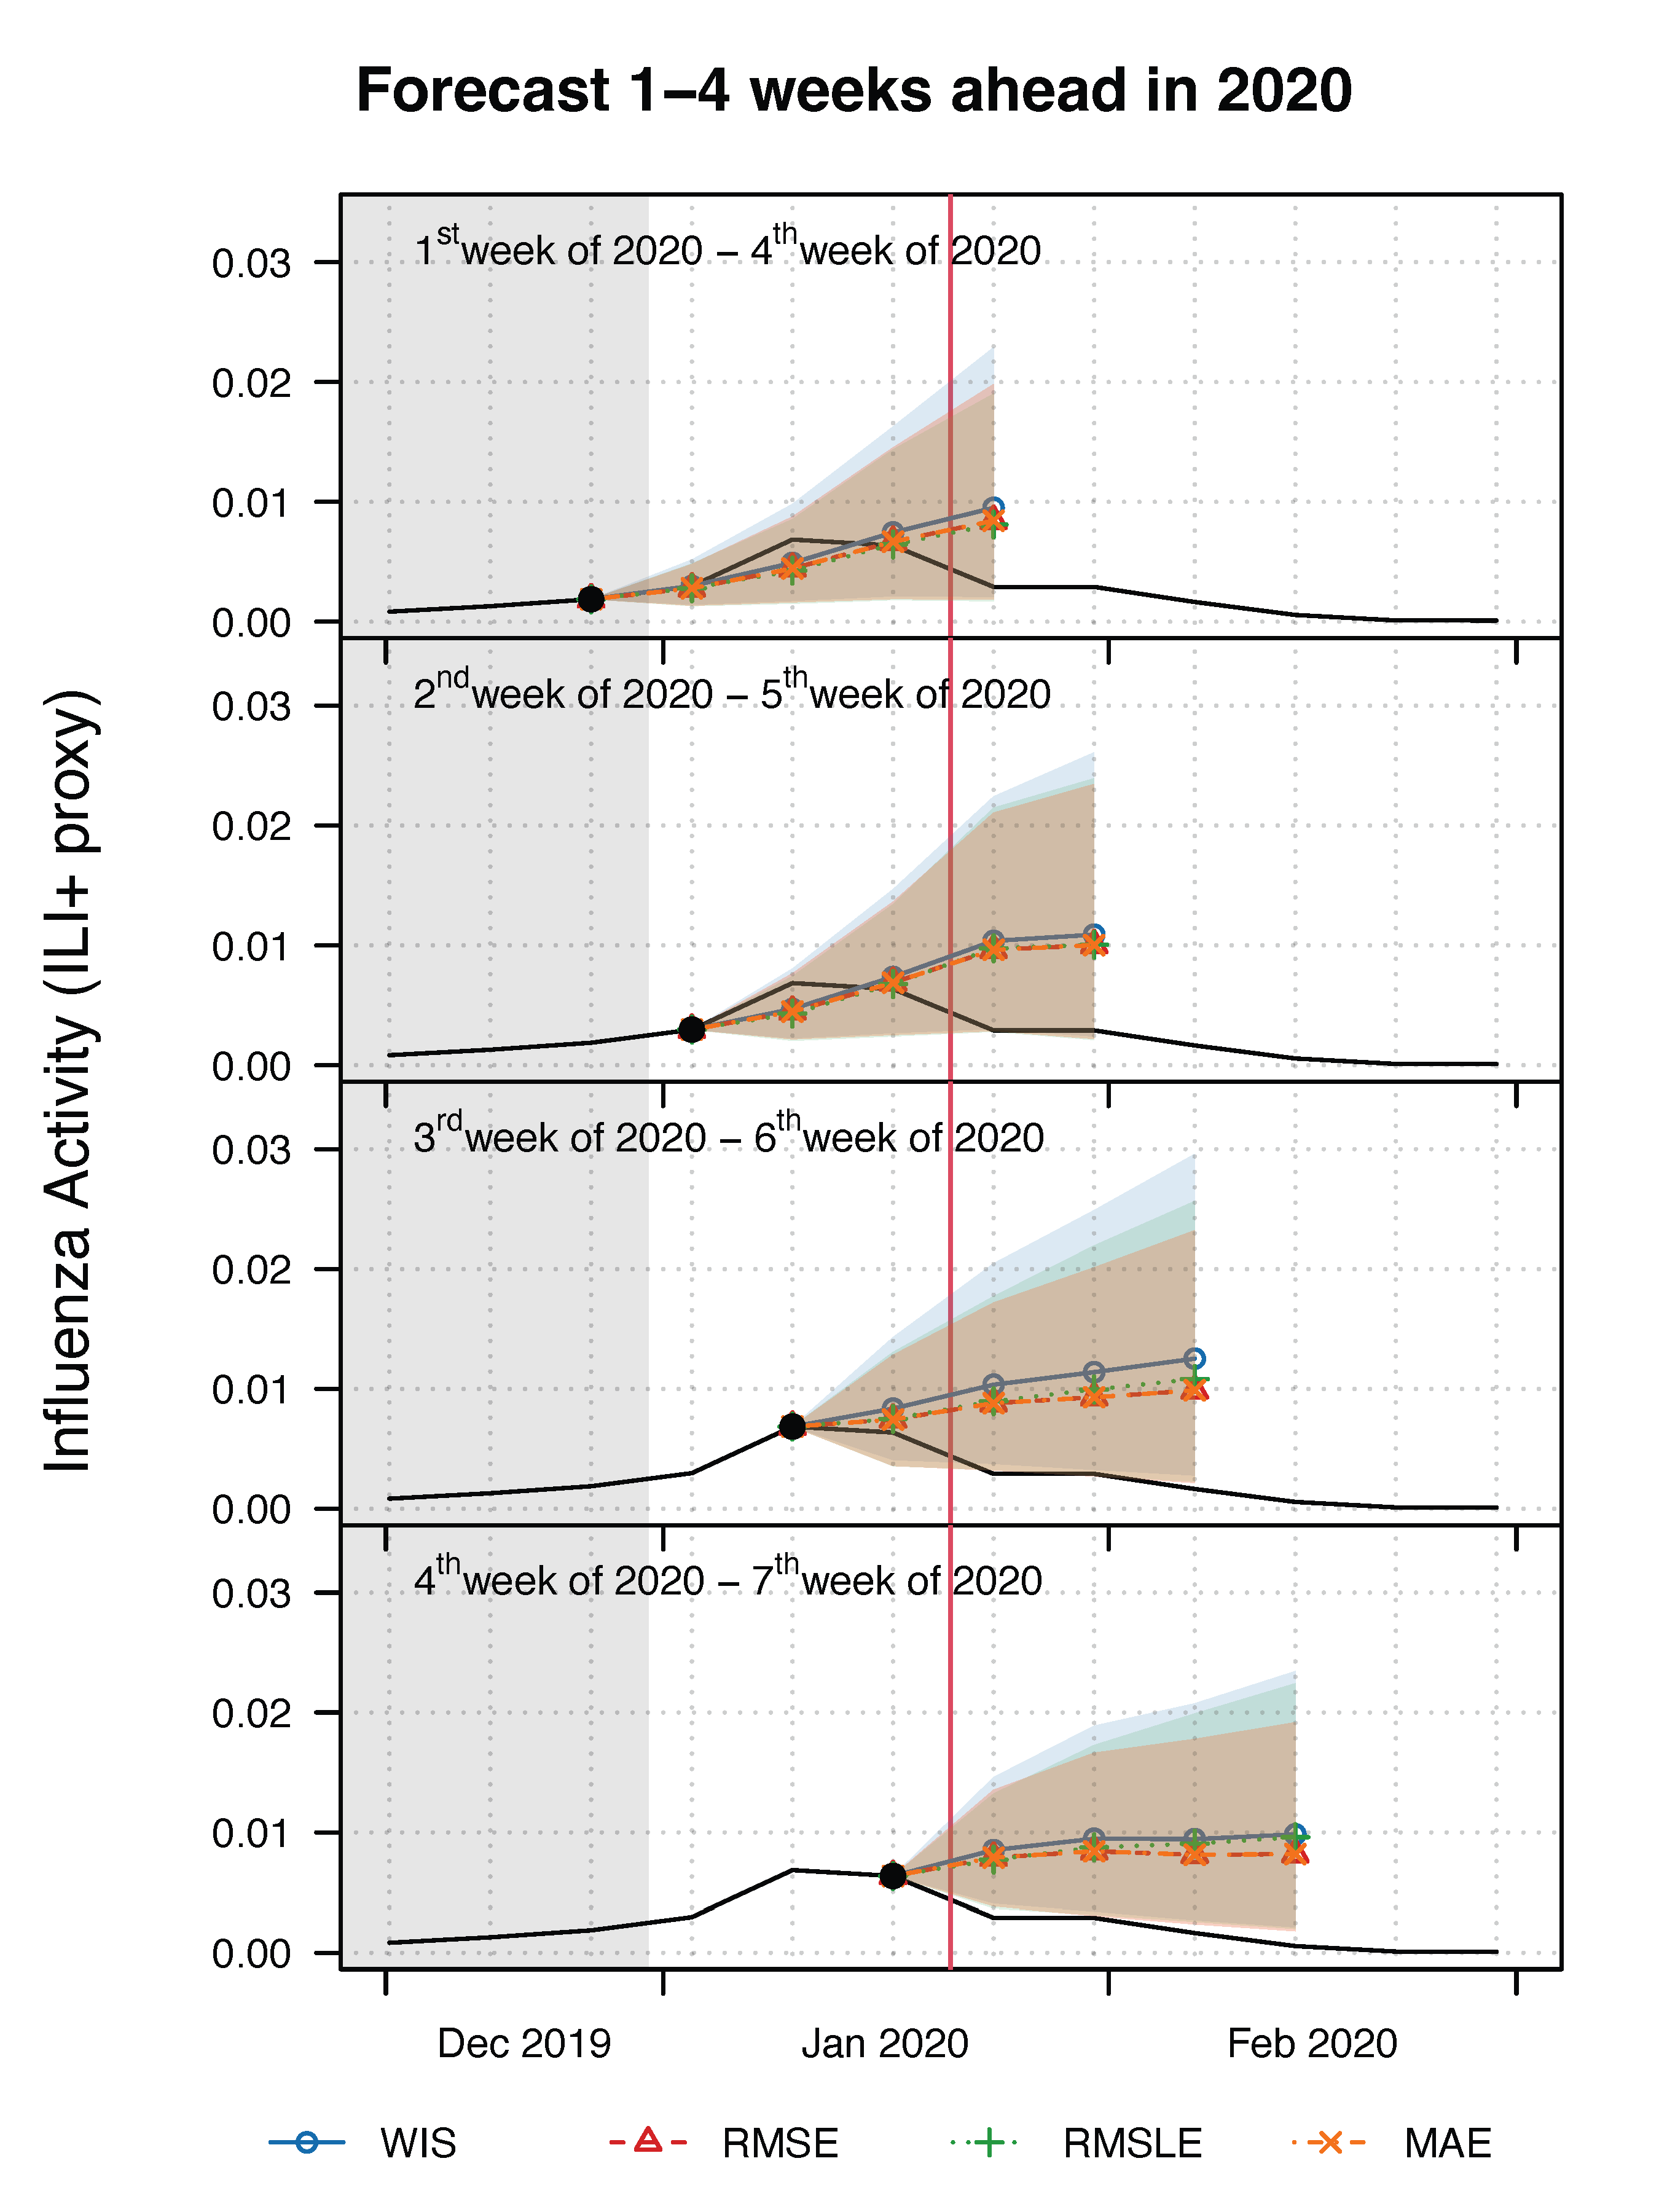 Forecast 1–4 weeks ahead in 2020
Influenza Activity (ILI+ proxy)
1st week of 2020 – 4th week of 2020
0.03
0.02
0.01
0.00
2nd week of 2020 – 5th week of 2020
0.03
0.02
0.01
0.00
3rd week of 2020 – 6th week of 2020
0.03
0.02
0.01
0.00
4th week of 2020 – 7th week of 2020
0.03
0.02
0.01
0.00
Dec 2019 Jan 2020 Feb 2020
WIS RMSE RMSLE MAE